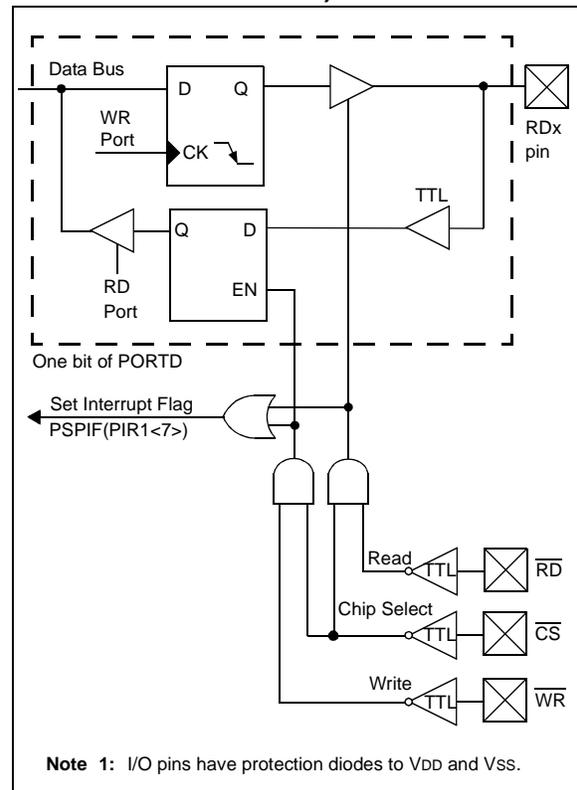 Data Bus
D Q
WR
Port
CK
RDx
pin
TTL
Q D
RD
Port
EN
One bit of PORTD
Set Interrupt Flag
PSPIF(PIR1<7>)
Read
TTL
RD
Chip Select
TTL
CS
Write
TTL
WR
Note 1: I/O pins have protection diodes to VDD and VSS.